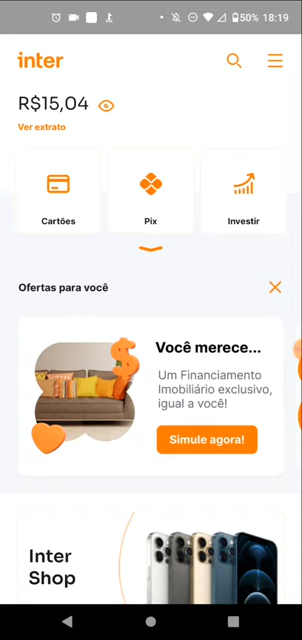 50% 18:19
inter
R$15,04
Ver extrato
Cartões
Pix
Investir
Ofertas para você
Você merece...
Um Financiamento
Imobiliário exclusivo,
igual a você!
Simule agora!
Inter
Shop